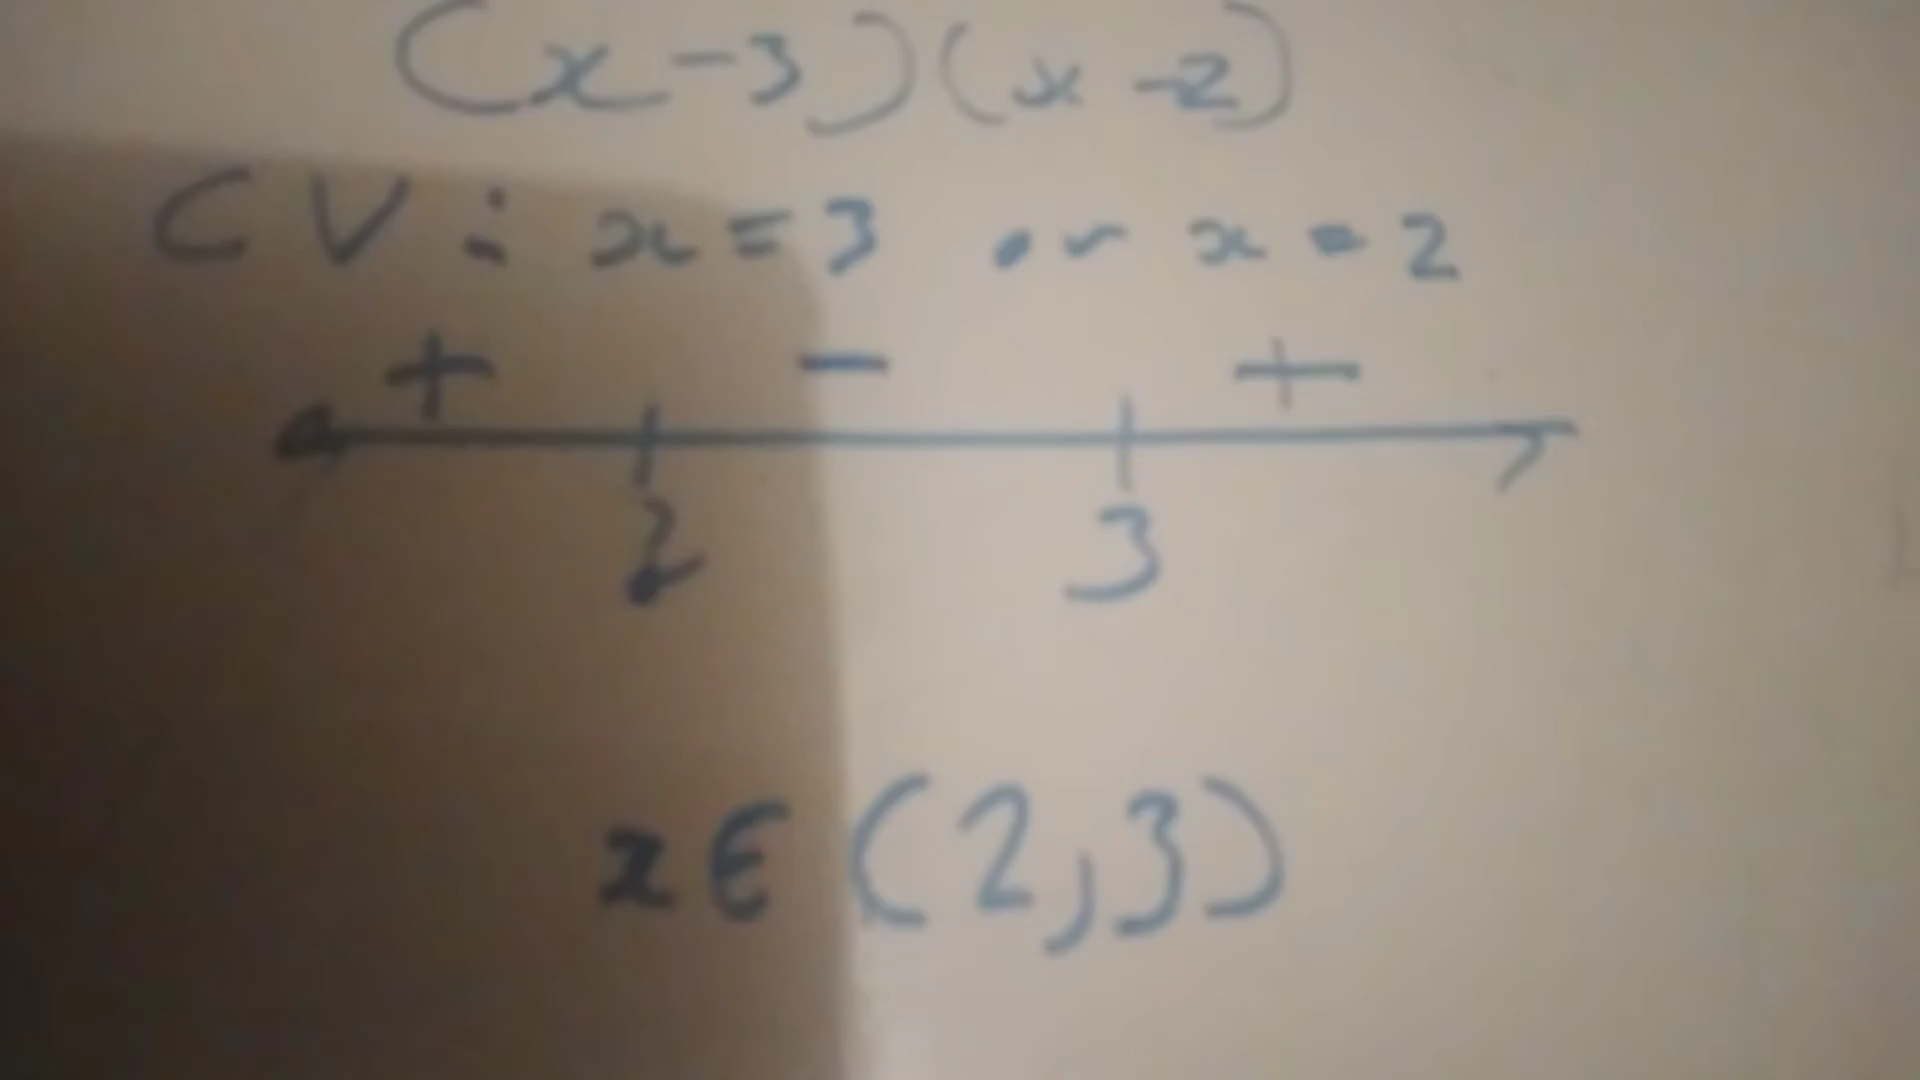 (x-3)(x-2)
CV: x=3 or x=2
+ - +
2 3
x∈(2,3)